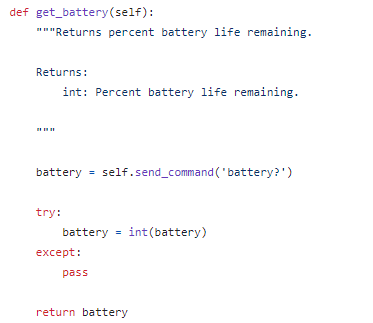 def get_battery(self):
    """Returns percent battery life remaining.

    Returns:
        int: Percent battery life remaining.

    """

    battery = self.send_command('battery?')

    try:
        battery = int(battery)
    except:
        pass

    return battery